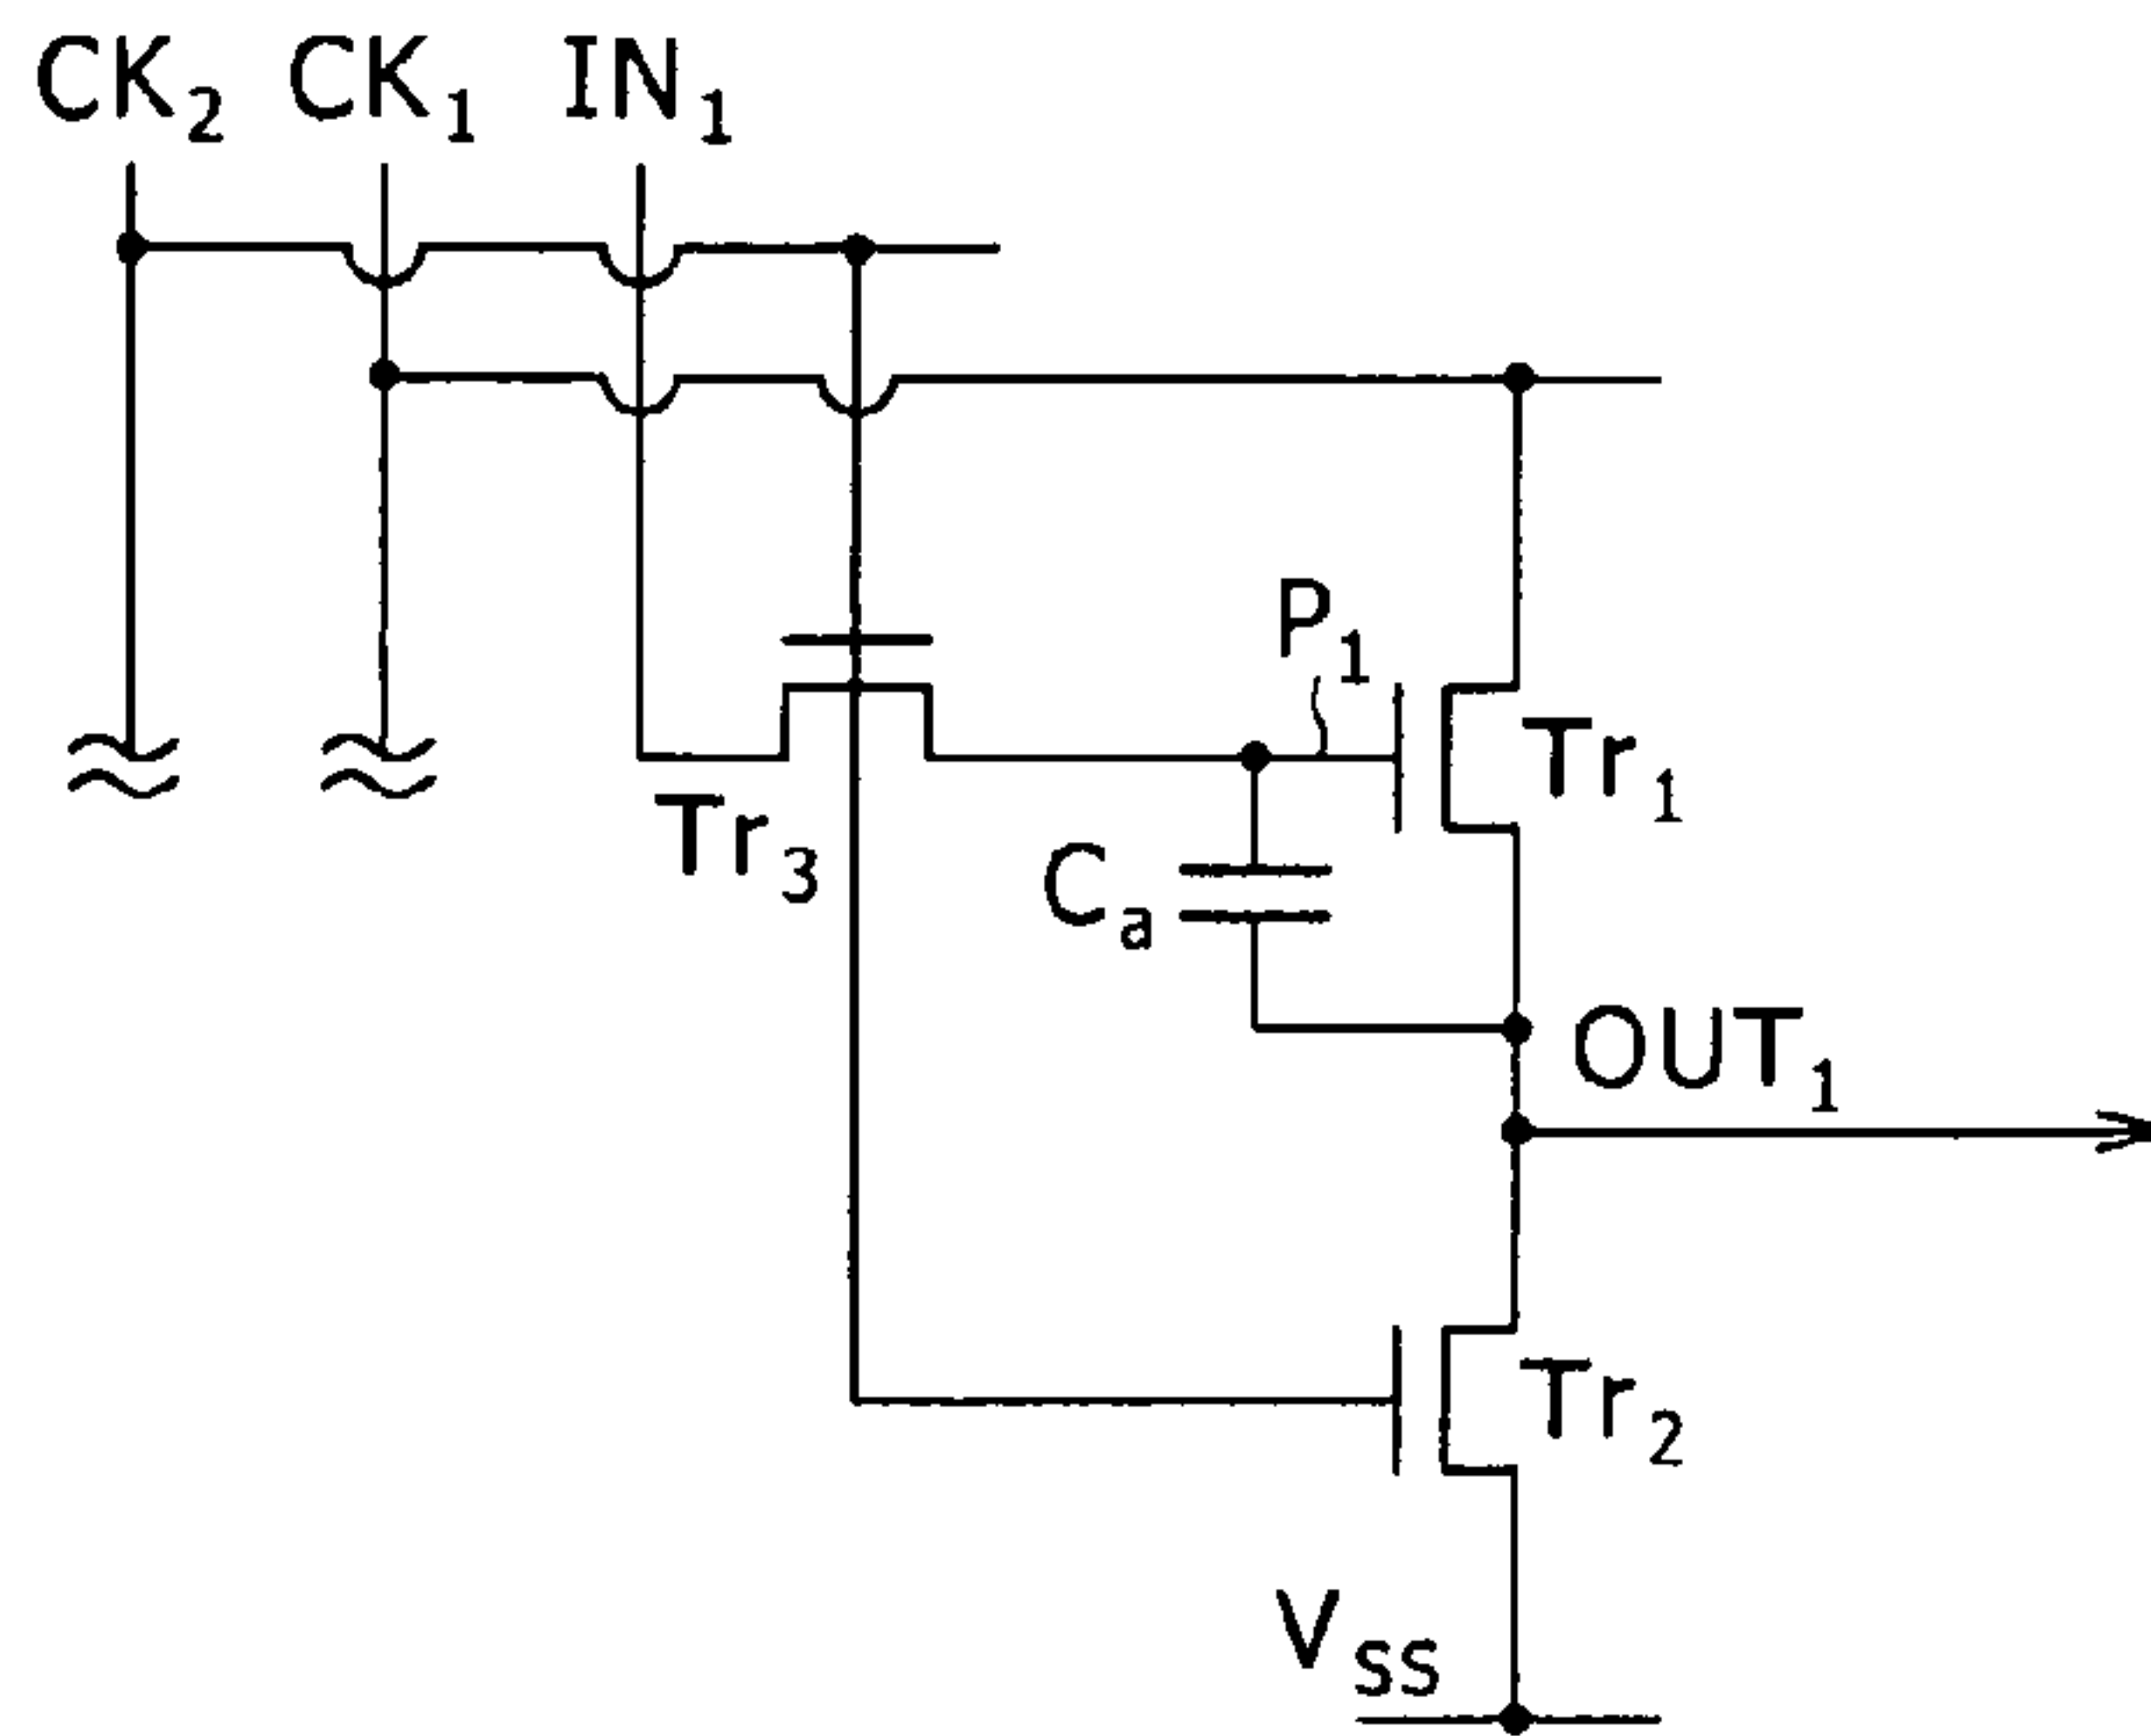 CK₂ CK₁ IN₁
P₁
Tr₁
Tr₃
Cₐ
OUT₁
Tr₂
Vss